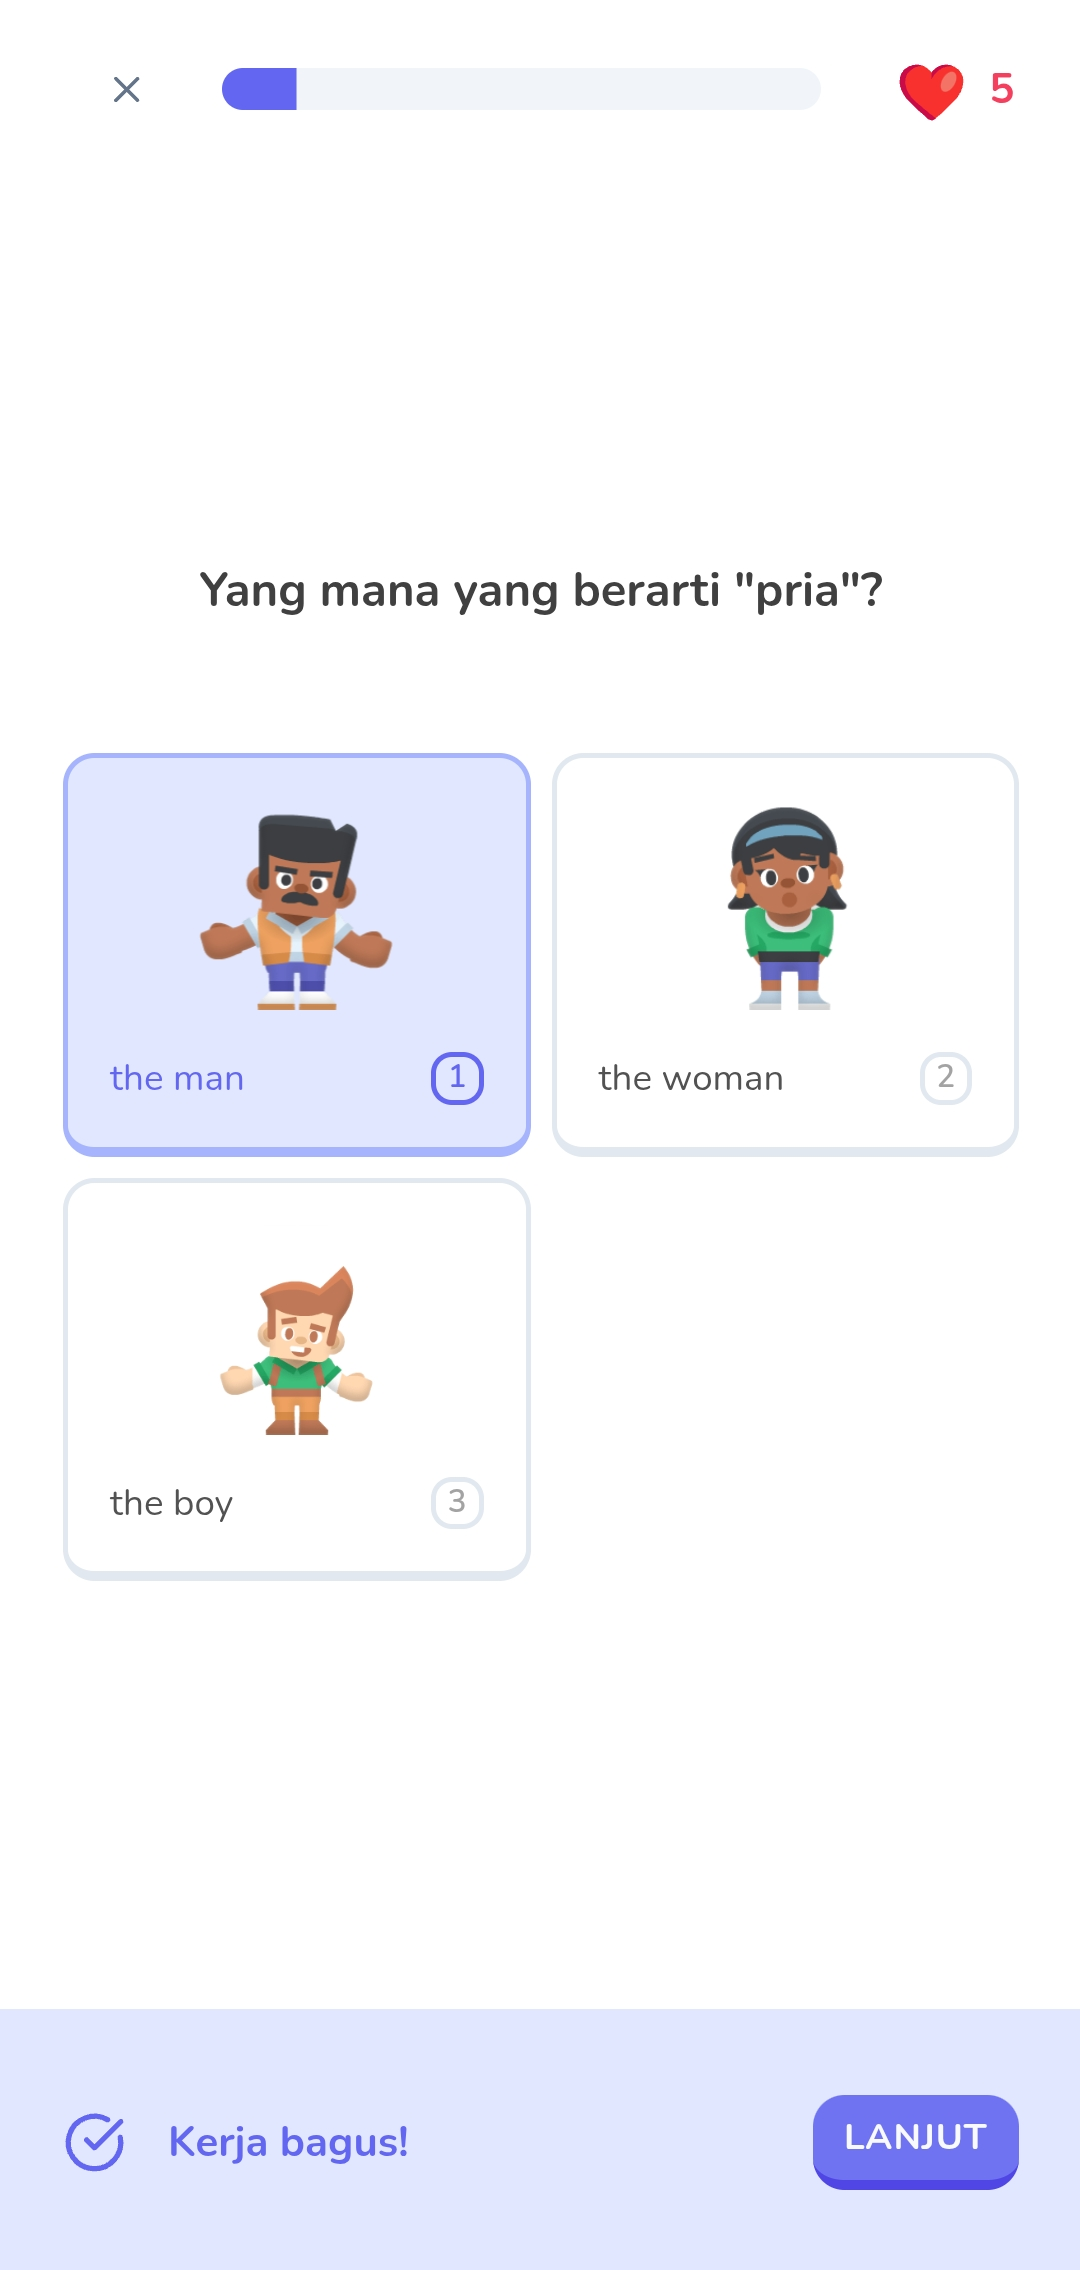 5
Yang mana yang berarti "pria"?
the man 1
the woman 2
the boy 3
Kerja bagus!
LANJUT